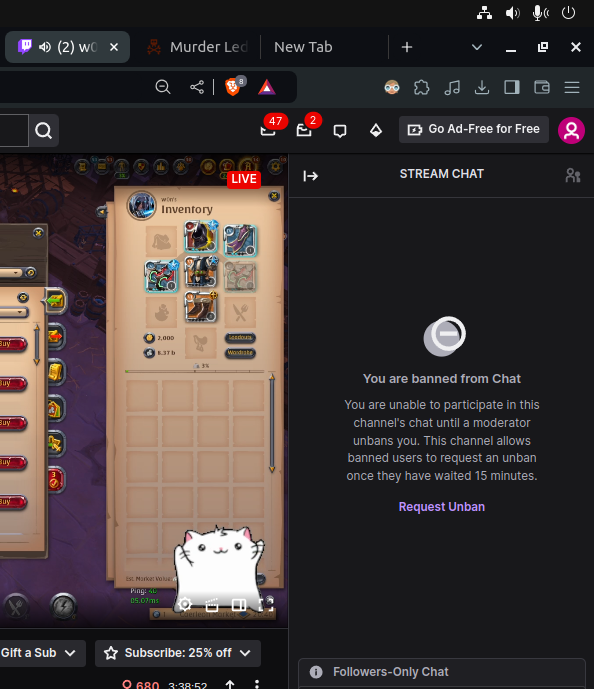 (2) w0
Murder Led
New Tab
8
47
2
Go Ad-Free for Free
LIVE
STREAM CHAT
Inventory
2,000
8.37 b
Loadouts
Wardrobe
3%
Buy
Buy
Buy
Buy
Buy
You are banned from Chat
You are unable to participate in this
channel's chat until a moderator
unbans you. This channel allows
banned users to request an unban
once they have waited 15 minutes.
Request Unban
Est. Market Value
Ping: 40
05.07ms
Gift a Sub
Subscribe: 25% off
Followers-Only Chat
680
3:38:52